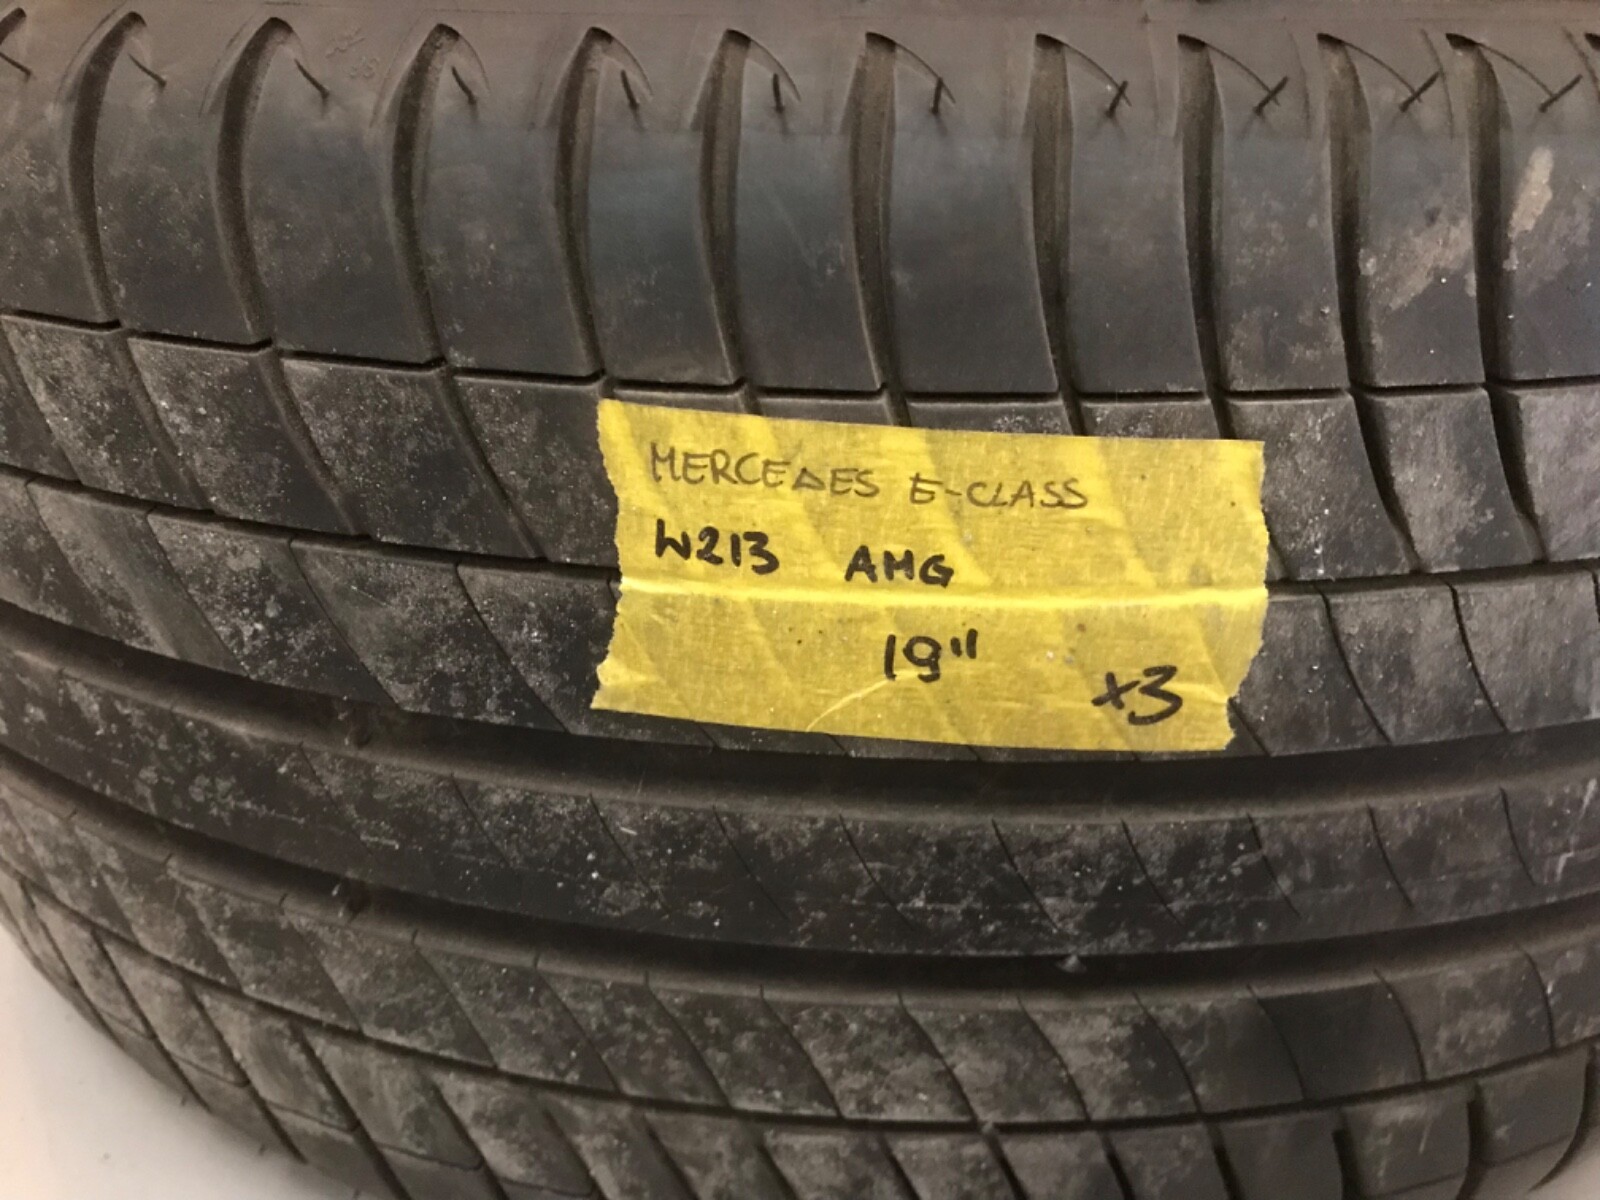 MERCEDES E-CLASS
W213 AMG
19"
x3